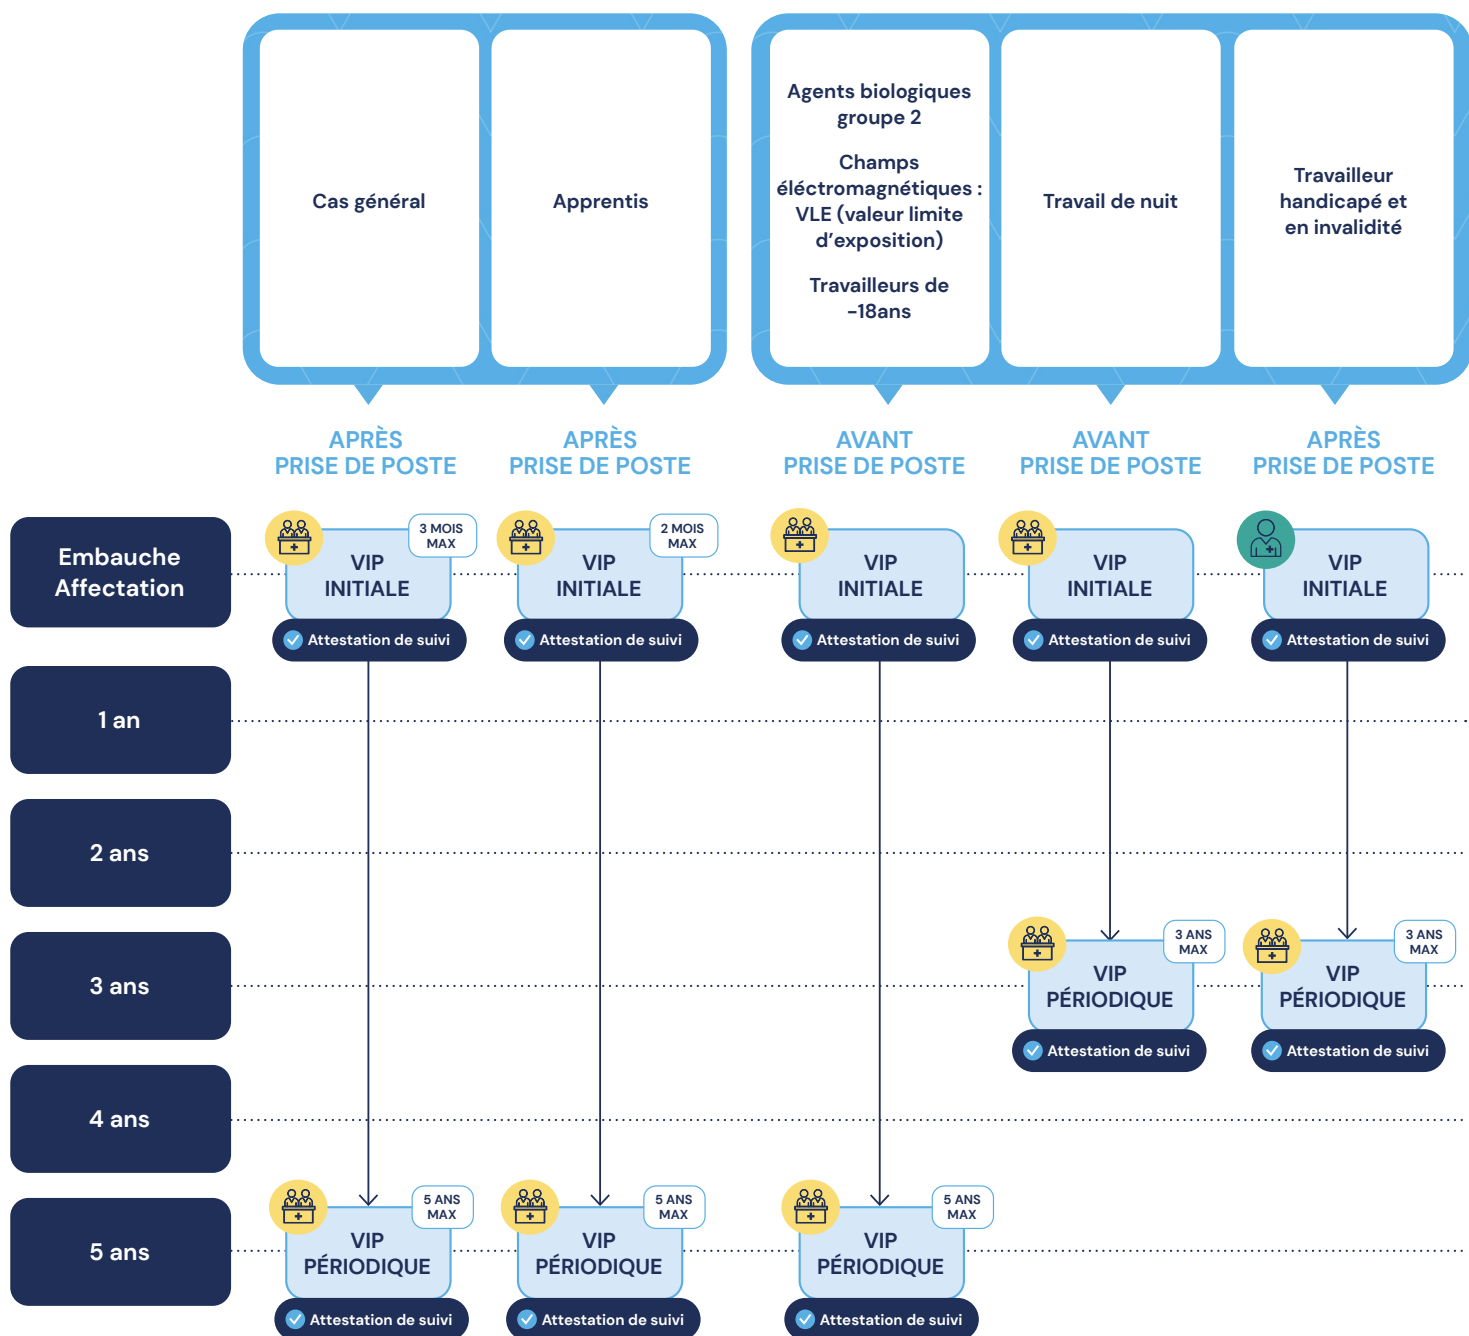 Cas général
Apprentis
Agents biologiques
groupe 2
Champs
éléctromagnétiques :
VLE (valeur limite
d’exposition)
Travailleurs de
-18ans
Travail de nuit
Travailleur
handicapé et
en invalidité
APRÈS
PRISE DE POSTE
APRÈS
PRISE DE POSTE
AVANT
PRISE DE POSTE
AVANT
PRISE DE POSTE
APRÈS
PRISE DE POSTE
Embauche
Affectation
3 MOIS
MAX
VIP
INITIALE
Attestation de suivi
2 MOIS
MAX
VIP
INITIALE
Attestation de suivi
VIP
INITIALE
Attestation de suivi
VIP
INITIALE
Attestation de suivi
VIP
INITIALE
Attestation de suivi
1 an
2 ans
3 ans
3 ANS
MAX
VIP
PÉRIODIQUE
Attestation de suivi
3 ANS
MAX
VIP
PÉRIODIQUE
Attestation de suivi
4 ans
5 ans
5 ANS
MAX
VIP
PÉRIODIQUE
Attestation de suivi
5 ANS
MAX
VIP
PÉRIODIQUE
Attestation de suivi
5 ANS
MAX
VIP
PÉRIODIQUE
Attestation de suivi